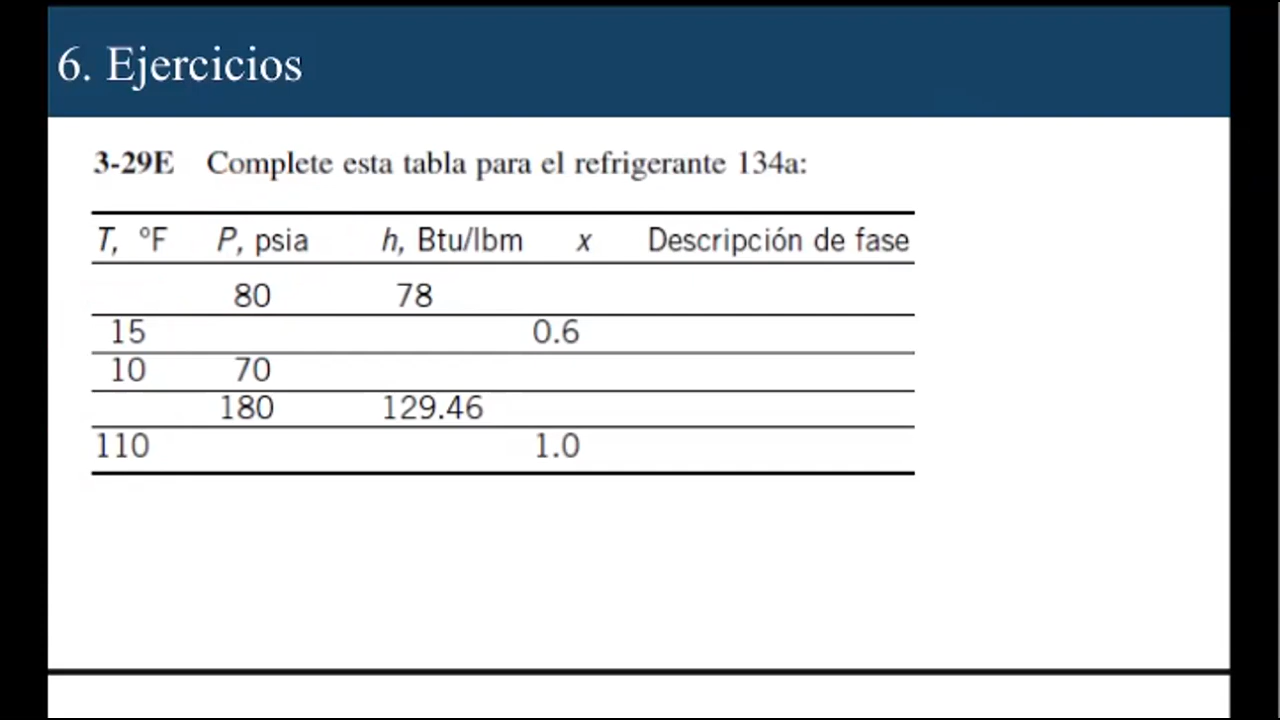 6. Ejercicios
3-29E Complete esta tabla para el refrigerante 134a:
T, °F P, psia h, Btu/lbm x Descripción de fase
80 78
15 0.6
10 70
180 129.46
110 1.0